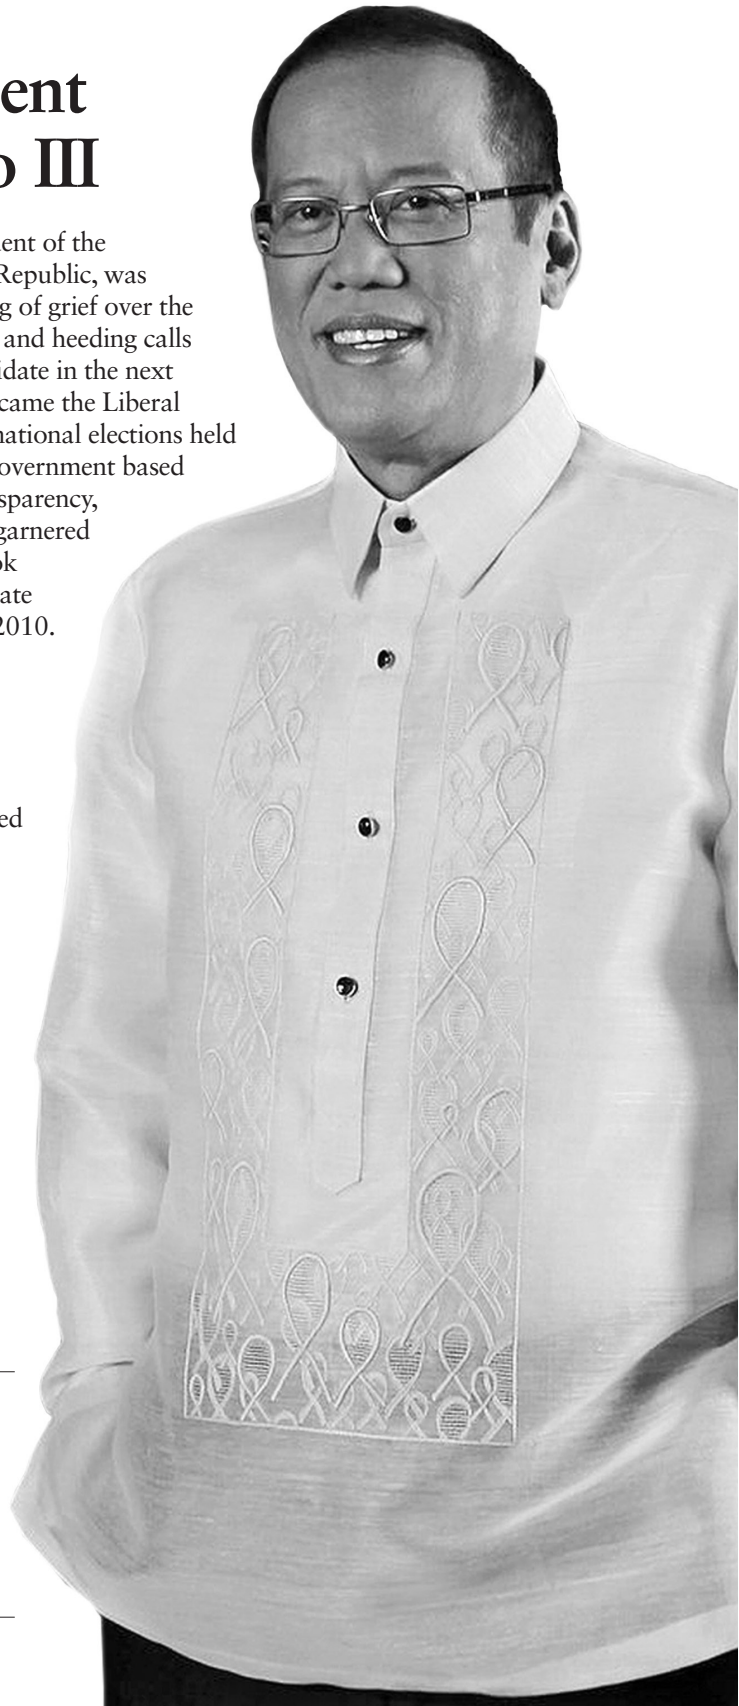 ent
o III
ent of the
Republic, was
g of grief over the
and heeding calls
idate in the next
came the Liberal
national elections held
overnment based
sparency,
garnered
ok
ate
2010.
ed